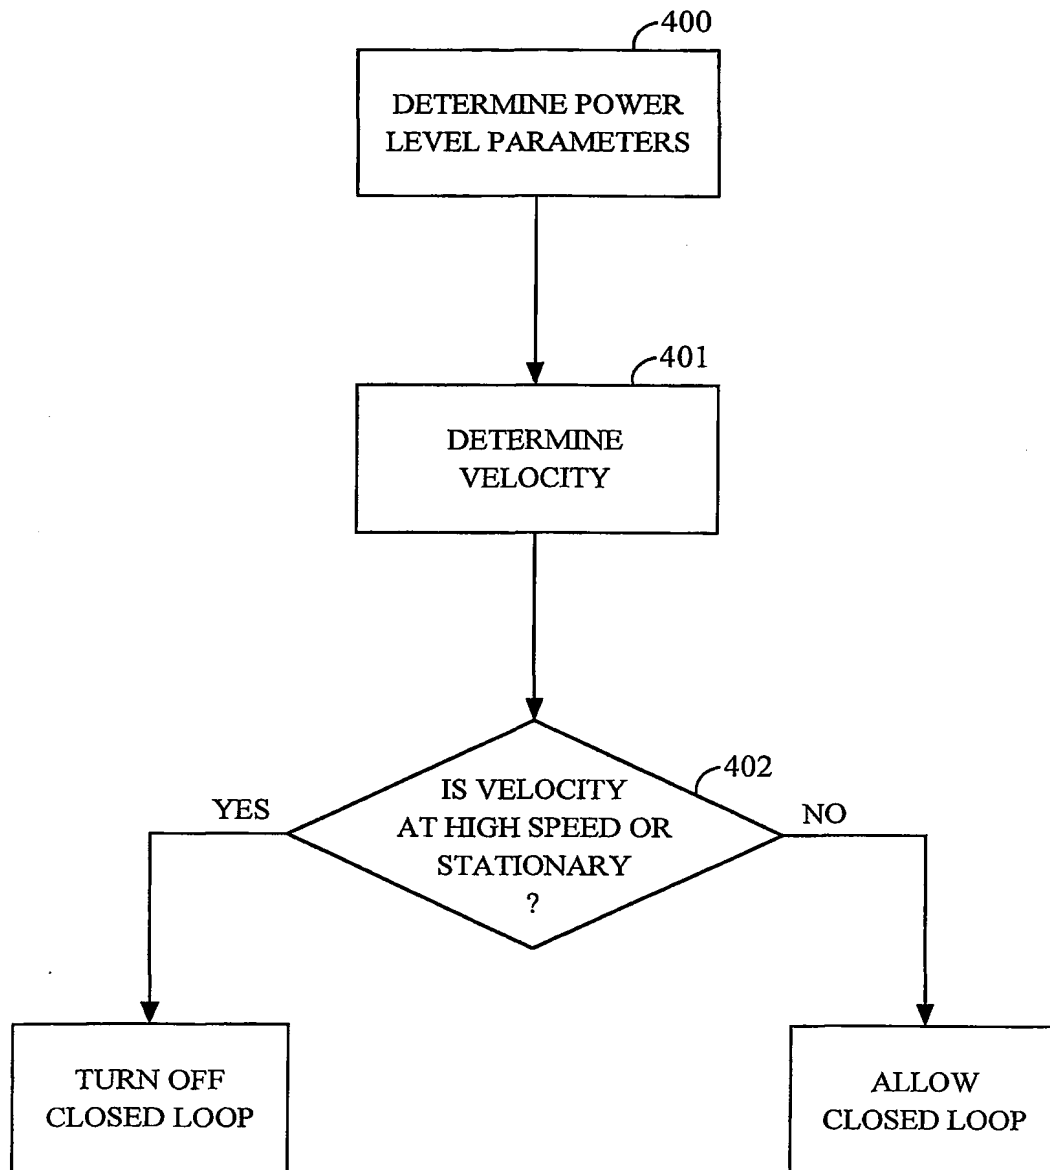 400
DETERMINE POWER
LEVEL PARAMETERS
401
DETERMINE
VELOCITY
402
IS VELOCITY
AT HIGH SPEED OR
STATIONARY
?
YES
NO
TURN OFF
CLOSED LOOP
ALLOW
CLOSED LOOP